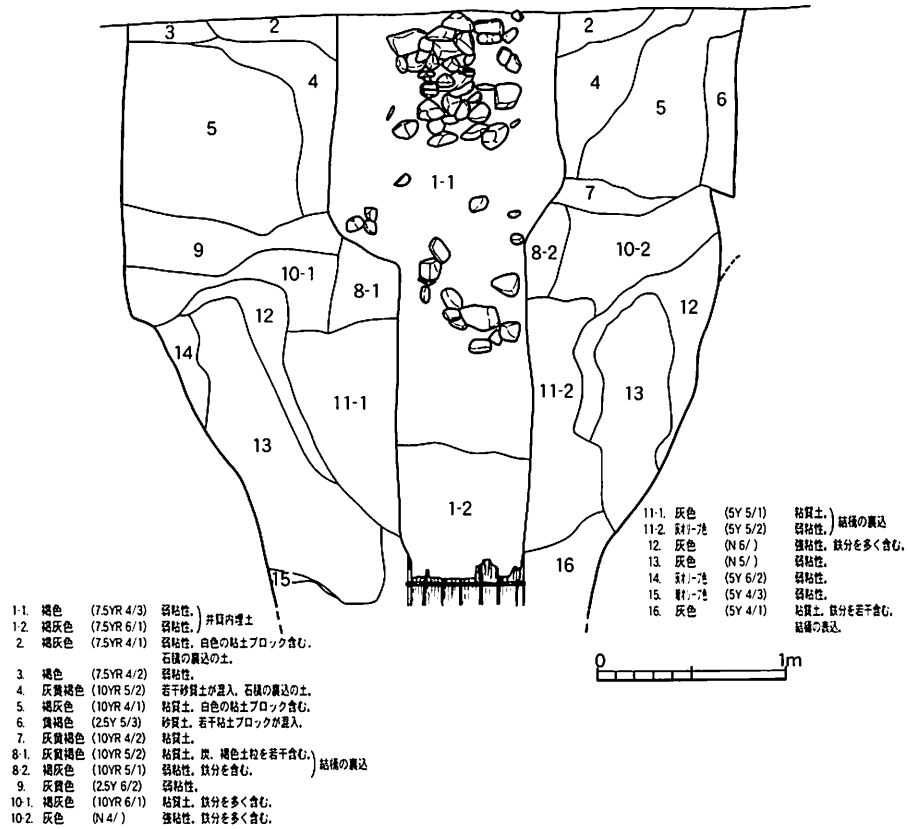 3
2
2
4
4
5
5
6
1-1
7
9
8-2
10-2
10-1
8-1
12
12
14
11-1
11-2
13
13
1-2
16
15
11-1. 灰色 (5Y 5/1) 粘質土。
11-2. 灰オリーブ色 (5Y 5/2) 弱粘性。
結桶の裏込
12. 灰色 (N 6/ ) 強粘性。鉄分を多く含む。
13. 灰色 (N 5/ ) 弱粘性。
14. 灰オリーブ色 (5Y 6/2) 弱粘性。
15. 暗オリーブ色 (5Y 4/3) 弱粘性。
16. 灰色 (5Y 4/1) 粘質土。鉄分を若干含む。
結桶の裏込。
0 1m
1-1. 褐色 (7.5YR 4/3) 弱粘性。
1-2. 褐灰色 (7.5YR 6/1) 弱粘性。
井筒内埋土
2. 褐灰色 (7.5YR 4/1) 弱粘性。白色の粘土ブロック含む。
石積の裏込の土。
3. 褐色 (7.5YR 4/2) 弱粘性。
4. 灰黄褐色 (10YR 5/2) 若干砂質土が混入。石積の裏込の土。
5. 褐灰色 (10YR 4/1) 粘質土。白色の粘土ブロック含む。
6. 黄褐色 (2.5Y 5/3) 砂質土。若干粘土ブロックが混入。
7. 灰黄褐色 (10YR 4/2) 粘質土。
8-1. 灰黄褐色 (10YR 5/2) 粘質土。炭、褐色土粒を若干含む。
8-2. 褐灰色 (10YR 5/1) 弱粘性。鉄分を含む。
結桶の裏込
9. 灰黄色 (2.5Y 6/2) 弱粘性。
10-1. 褐灰色 (10YR 6/1) 粘質土。鉄分を多く含む。
10-2. 灰色 (N 4/ ) 強粘性。鉄分を多く含む。